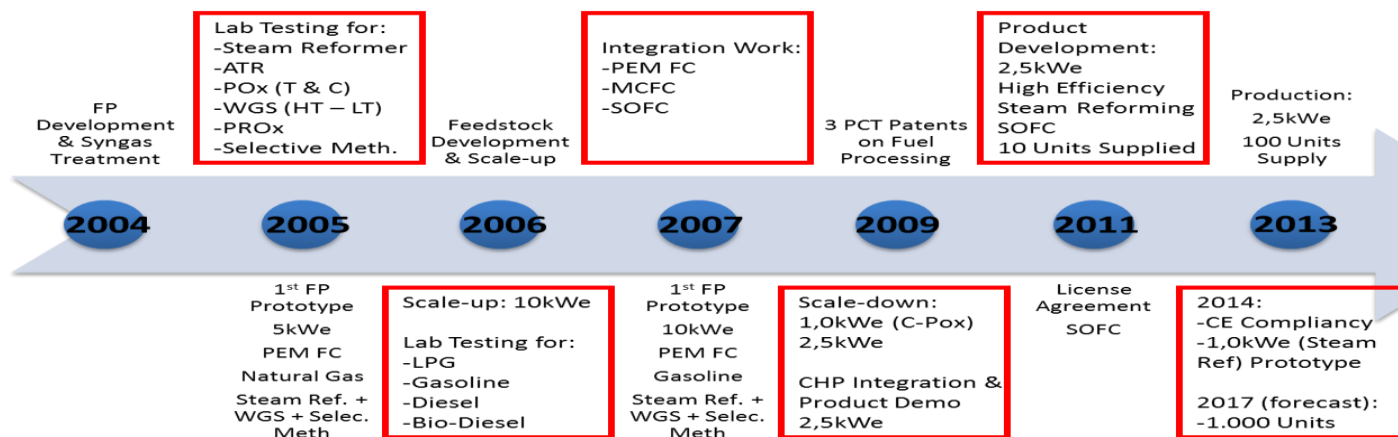 FP
Development
& Syngas
Treatment
Lab Testing for:
-Steam Reformer
-ATR
-POx (T & C)
-WGS (HT – LT)
-PROx
-Selective Meth.
Feedstock
Development
& Scale-up
Integration Work:
-PEM FC
-MCFC
-SOFC
3 PCT Patents
on Fuel
Processing
Product
Development:
2,5kWe
High Efficiency
Steam Reforming
SOFC
10 Units Supplied
Production:
2,5kWe
100 Units
Supply
2004
2005
2006
2007
2009
2011
2013
1st FP
Prototype
5kWe
PEM FC
Natural Gas
Steam Ref. +
WGS + Selec.
Meth
Scale-up: 10kWe
Lab Testing for:
-LPG
-Gasoline
-Diesel
-Bio-Diesel
1st FP
Prototype
10kWe
PEM FC
Gasoline
Steam Ref. +
WGS + Selec.
Meth
Scale-down:
1,0kWe (C-Pox)
2,5kWe
CHP Integration &
Product Demo
2,5kWe
License
Agreement
SOFC
2014:
-CE Compliancy
-1,0kWe (Steam
Ref) Prototype
2017 (forecast):
-1.000 Units